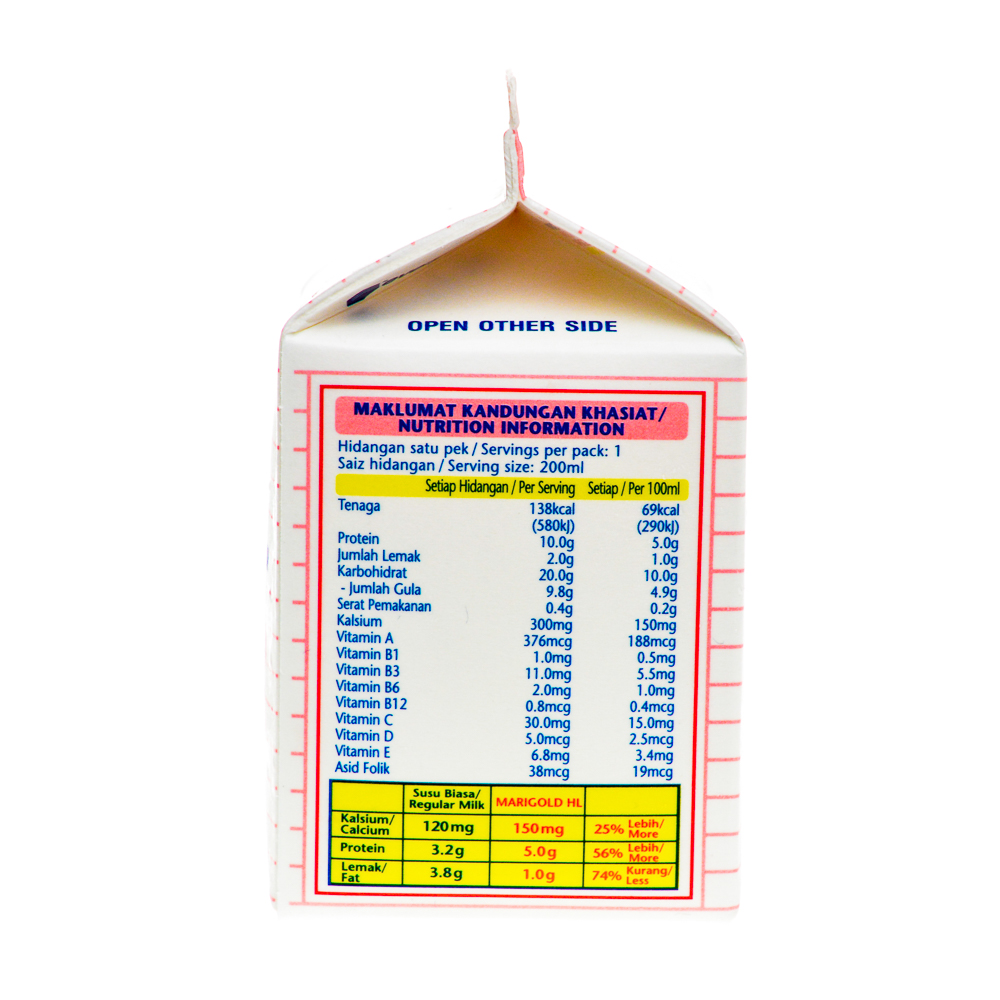 OPEN OTHER SIDE
MAKLUMAT KANDUNGAN KHASIAT/
NUTRITION INFORMATION
Hidangan satu pek / Servings per pack: 1
Saiz hidangan / Serving size: 200ml
Setiap Hidangan / Per Serving Setiap / Per 100ml
Tenaga 138kcal 69kcal
(580kJ) (290kJ)
Protein 10.0g 5.0g
Jumlah Lemak 2.0g 1.0g
Karbohidrat 20.0g 10.0g
- Jumlah Gula 9.8g 4.9g
Serat Pemakanan 0.4g 0.2g
Kalsium 300mg 150mg
Vitamin A 376mcg 188mcg
Vitamin B1 1.0mg 0.5mg
Vitamin B3 11.0mg 5.5mg
Vitamin B6 2.0mg 1.0mg
Vitamin B12 0.8mcg 0.4mcg
Vitamin C 30.0mg 15.0mg
Vitamin D 5.0mcg 2.5mcg
Vitamin E 6.8mg 3.4mg
Asid Folik 38mcg 19mcg
Susu Biasa/
Regular Milk MARIGOLD HL
Kalsium/
Calcium 120mg 150mg 25% Lebih/
More
Protein 3.2g 5.0g 56% Lebih/
More
Lemak/
Fat 3.8g 1.0g 74% Kurang/
Less